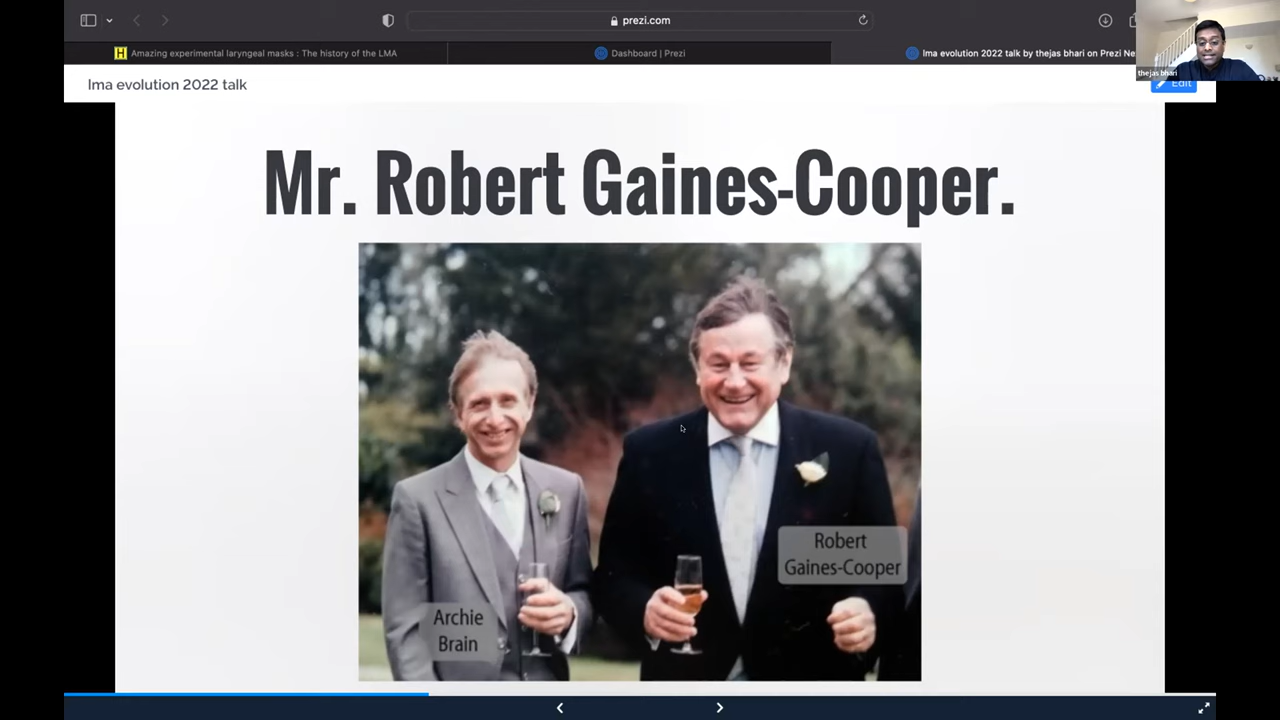 prezi.com
Amazing experimental laryngeal masks : The history of the LMA
Dashboard | Prezi
lma evolution 2022 talk by thejas bhari on Prezi Ne
thejas bhari
lma evolution 2022 talk
Edit
Mr. Robert Gaines-Cooper.
Robert
Gaines-Cooper
Archie
Brain